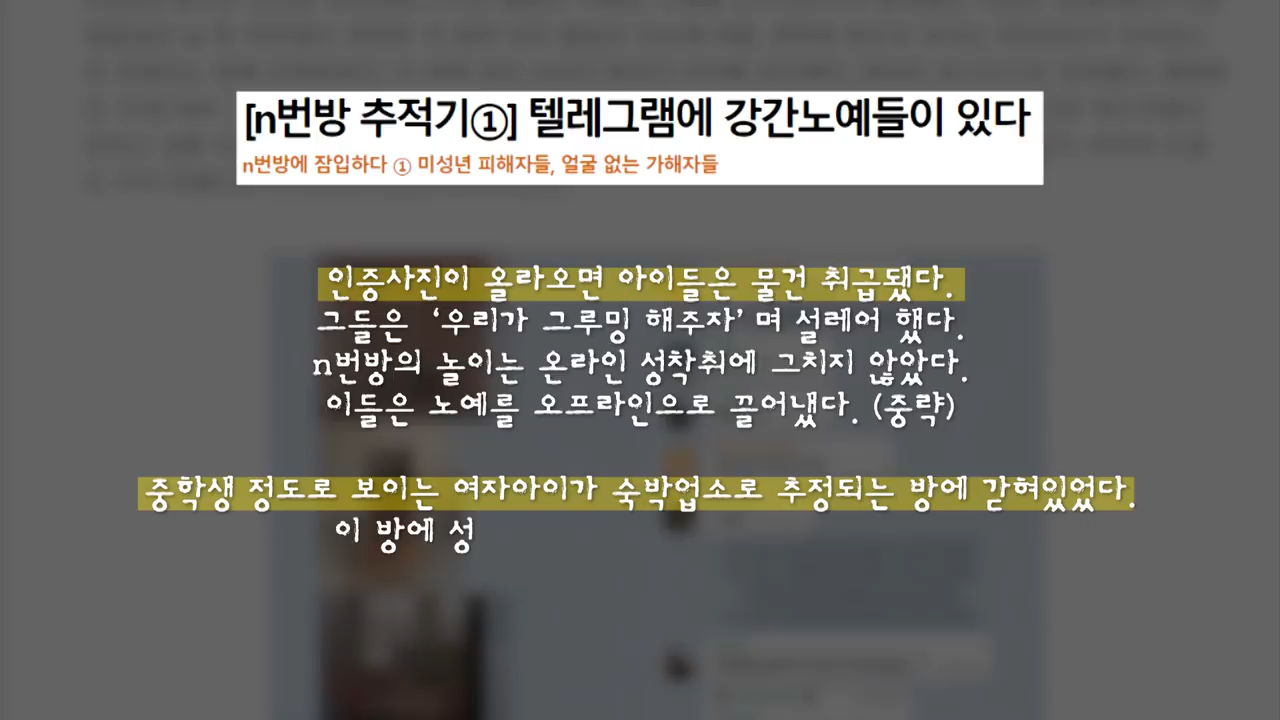 [n번방 추적기①] 텔레그램에 강간노예들이 있다
n번방에 잠입하다 ① 미성년 피해자들, 얼굴 없는 가해자들
인증사진이 올라오면 아이들은 물건 취급됐다.
그들은 ‘우리가 그루밍 해주자’며 설레어 했다.
n번방의 놀이는 온라인 성착취에 그치지 않았다.
이들은 노예를 오프라인으로 끌어냈다. (중략)
중학생 정도로 보이는 여자아이가 숙박업소로 추정되는 방에 갇혀있었다.
이 방에 성